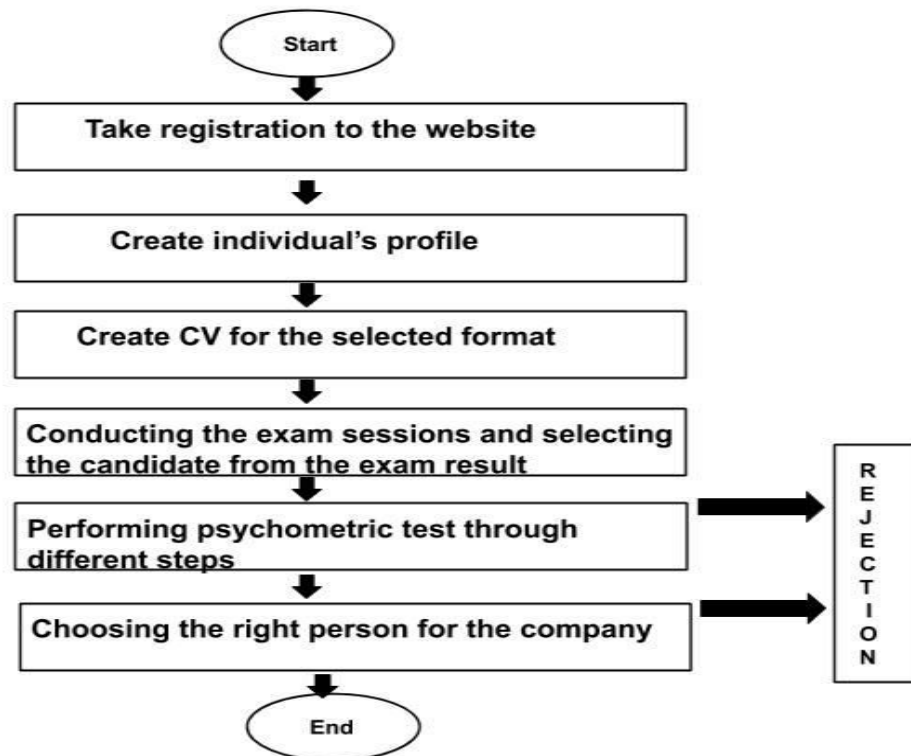 Start
Take registration to the website
Create individual’s profile
Create CV for the selected format
Conducting the exam sessions and selecting
the candidate from the exam result
Performing psychometric test through
different steps
Choosing the right person for the company
End
REJECTION